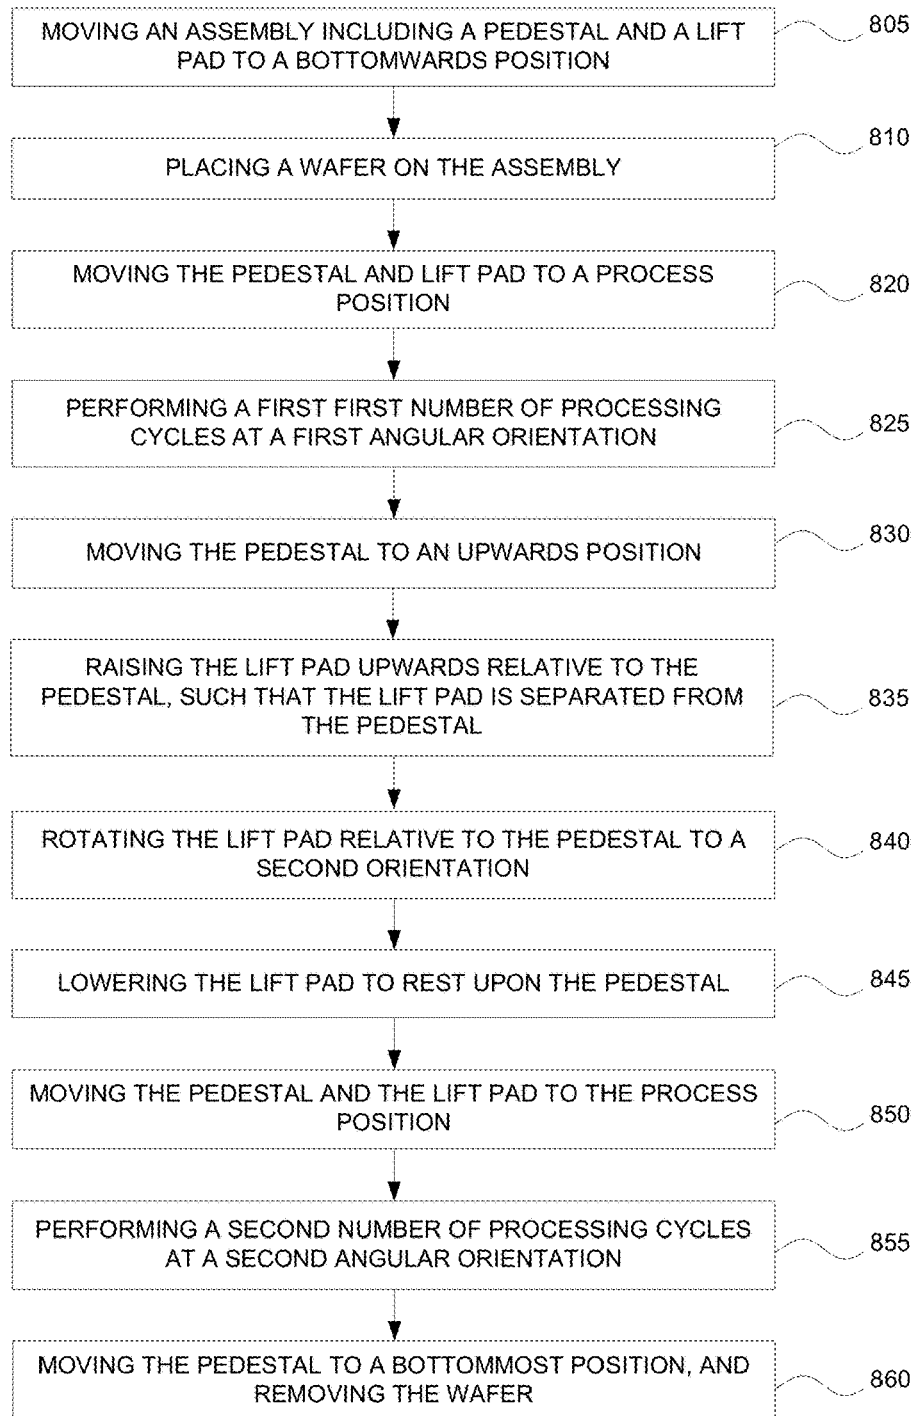 MOVING AN ASSEMBLY INCLUDING A PEDESTAL AND A LIFT
PAD TO A BOTTOMWARDS POSITION
805
PLACING A WAFER ON THE ASSEMBLY
810
MOVING THE PEDESTAL AND LIFT PAD TO A PROCESS
POSITION
820
PERFORMING A FIRST FIRST NUMBER OF PROCESSING
CYCLES AT A FIRST ANGULAR ORIENTATION
825
MOVING THE PEDESTAL TO AN UPWARDS POSITION
830
RAISING THE LIFT PAD UPWARDS RELATIVE TO THE
PEDESTAL, SUCH THAT THE LIFT PAD IS SEPARATED FROM
THE PEDESTAL
835
ROTATING THE LIFT PAD RELATIVE TO THE PEDESTAL TO A
SECOND ORIENTATION
840
LOWERING THE LIFT PAD TO REST UPON THE PEDESTAL
845
MOVING THE PEDESTAL AND THE LIFT PAD TO THE PROCESS
POSITION
850
PERFORMING A SECOND NUMBER OF PROCESSING CYCLES
AT A SECOND ANGULAR ORIENTATION
855
MOVING THE PEDESTAL TO A BOTTOMMOST POSITION, AND
REMOVING THE WAFER
860